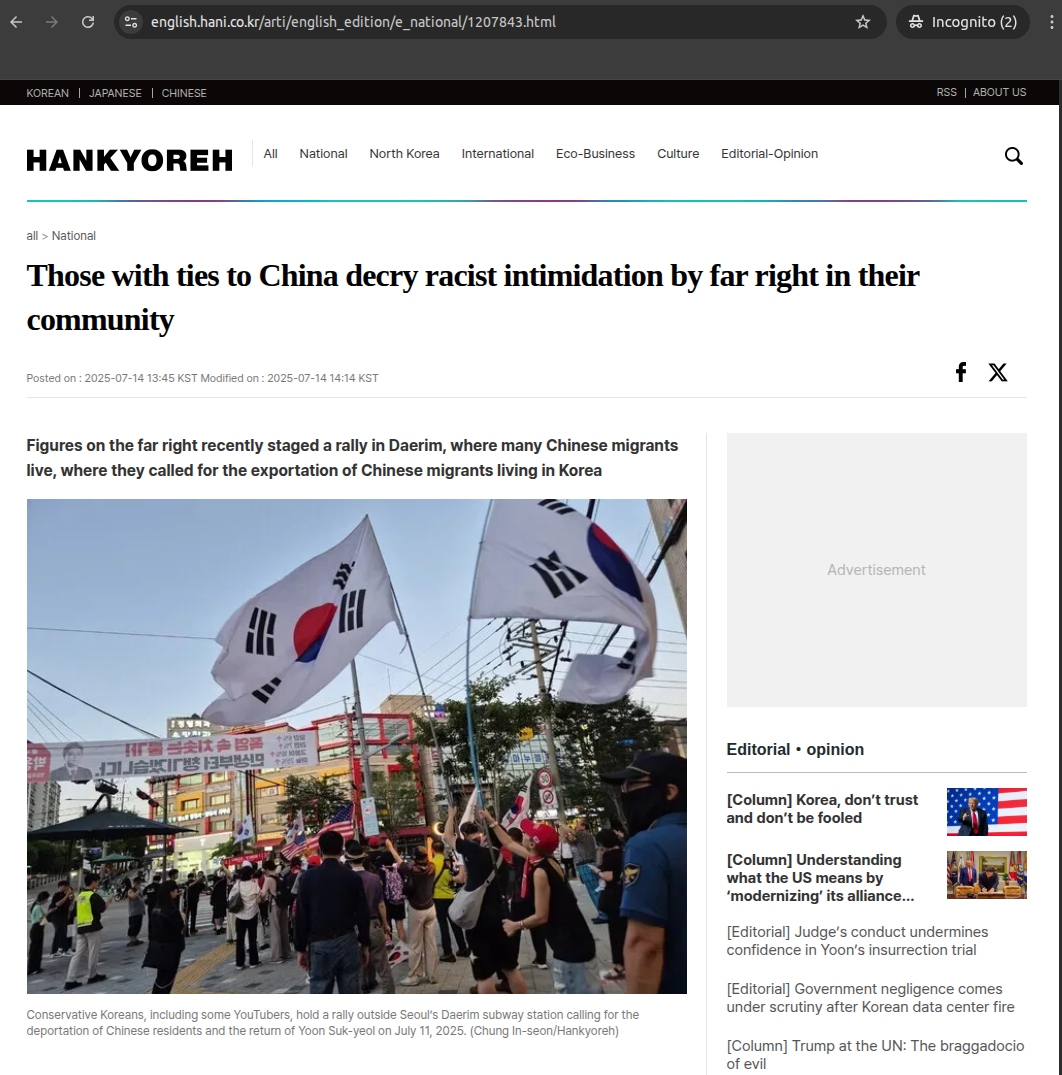 english.hani.co.kr/arti/english_edition/e_national/1207843.html
Incognito (2)
KOREAN | JAPANESE | CHINESE
RSS | ABOUT US
HANKYOREH
All National North Korea International Eco-Business Culture Editorial-Opinion
all > National
Those with ties to China decry racist intimidation by far right in their
community
Posted on : 2025-07-14 13:45 KST Modified on : 2025-07-14 14:14 KST
Figures on the far right recently staged a rally in Daerim, where many Chinese migrants
live, where they called for the exportation of Chinese migrants living in Korea
Conservative Koreans, including some YouTubers, hold a rally outside Seoul's Daerim subway station calling for the
deportation of Chinese residents and the return of Yoon Suk-yeol on July 11, 2025. (Chung In-seon/Hankyoreh)
Advertisement
Editorial・opinion
[Column] Korea, don’t trust
and don’t be fooled
[Column] Understanding
what the US means by
‘modernizing’ its alliance...
[Editorial] Judge’s conduct undermines
confidence in Yoon’s insurrection trial
[Editorial] Government negligence comes
under scrutiny after Korean data center fire
[Column] Trump at the UN: The braggadocio
of evil